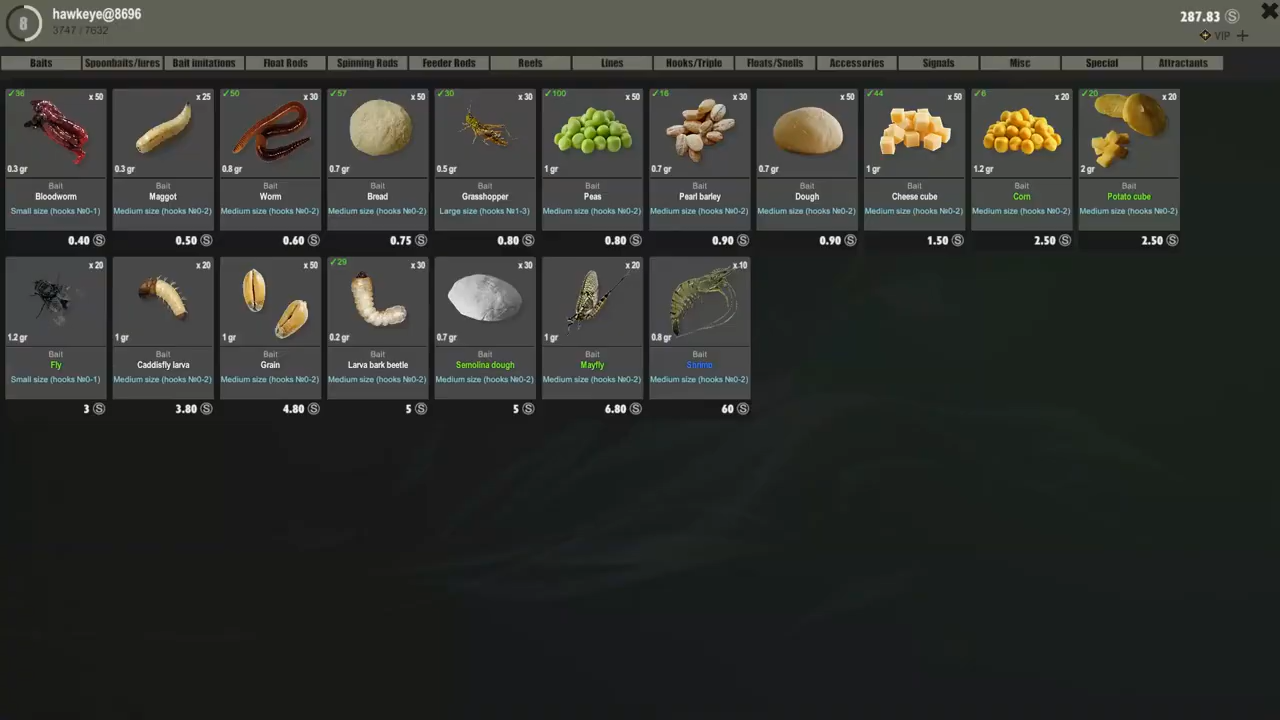 8
hawkeye@8696
3747 / 7632
287.83 Ⓢ
VIP +
Baits Spoonbaits/lures Bait imitations Float Rods Spinning Rods Feeder Rods Reels Lines Hooks/Triple Floats/Snells Accessories Signals Misc Special Attractants
✓36 x 50
0.3 gr
Bait
Bloodworm
Small size (hooks №0-1)
0.40 Ⓢ
x 25
0.3 gr
Bait
Maggot
Medium size (hooks №0-2)
0.50 Ⓢ
✓50 x 30
0.8 gr
Bait
Worm
Medium size (hooks №0-2)
0.60 Ⓢ
✓57 x 50
0.7 gr
Bait
Bread
Medium size (hooks №0-2)
0.75 Ⓢ
✓30 x 30
0.5 gr
Bait
Grasshopper
Large size (hooks №1-3)
0.80 Ⓢ
✓100 x 50
1 gr
Bait
Peas
Medium size (hooks №0-2)
0.80 Ⓢ
✓16 x 30
0.7 gr
Bait
Pearl barley
Medium size (hooks №0-2)
0.90 Ⓢ
x 50
0.7 gr
Bait
Dough
Medium size (hooks №0-2)
0.90 Ⓢ
✓44 x 50
1 gr
Bait
Cheese cube
Medium size (hooks №0-2)
1.50 Ⓢ
✓6 x 20
1.2 gr
Bait
Corn
Medium size (hooks №0-2)
2.50 Ⓢ
✓20 x 20
2 gr
Bait
Potato cube
Medium size (hooks №0-2)
2.50 Ⓢ
x 20
1.2 gr
Bait
Fly
Small size (hooks №0-1)
3 Ⓢ
x 20
1 gr
Bait
Caddisfly larva
Medium size (hooks №0-2)
3.80 Ⓢ
x 50
1 gr
Bait
Grain
Medium size (hooks №0-2)
4.80 Ⓢ
✓29 x 30
0.2 gr
Bait
Larva bark beetle
Medium size (hooks №0-2)
5 Ⓢ
x 30
0.7 gr
Bait
Semolina dough
Medium size (hooks №0-2)
5 Ⓢ
x 20
1 gr
Bait
Mayfly
Medium size (hooks №0-2)
6.80 Ⓢ
x 10
0.8 gr
Bait
Shrimp
Medium size (hooks №0-2)
60 Ⓢ